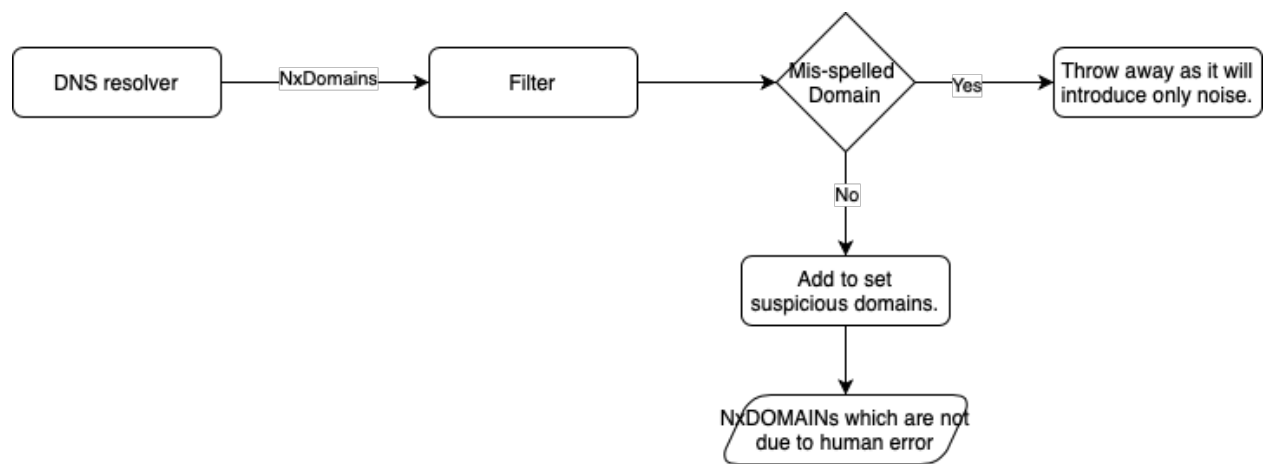 DNS resolver
NxDomains
Filter
Mis-spelled
Domain
Yes
Throw away as it will
introduce only noise.
No
Add to set
suspicious domains.
NxDOMAINs which are not
due to human error